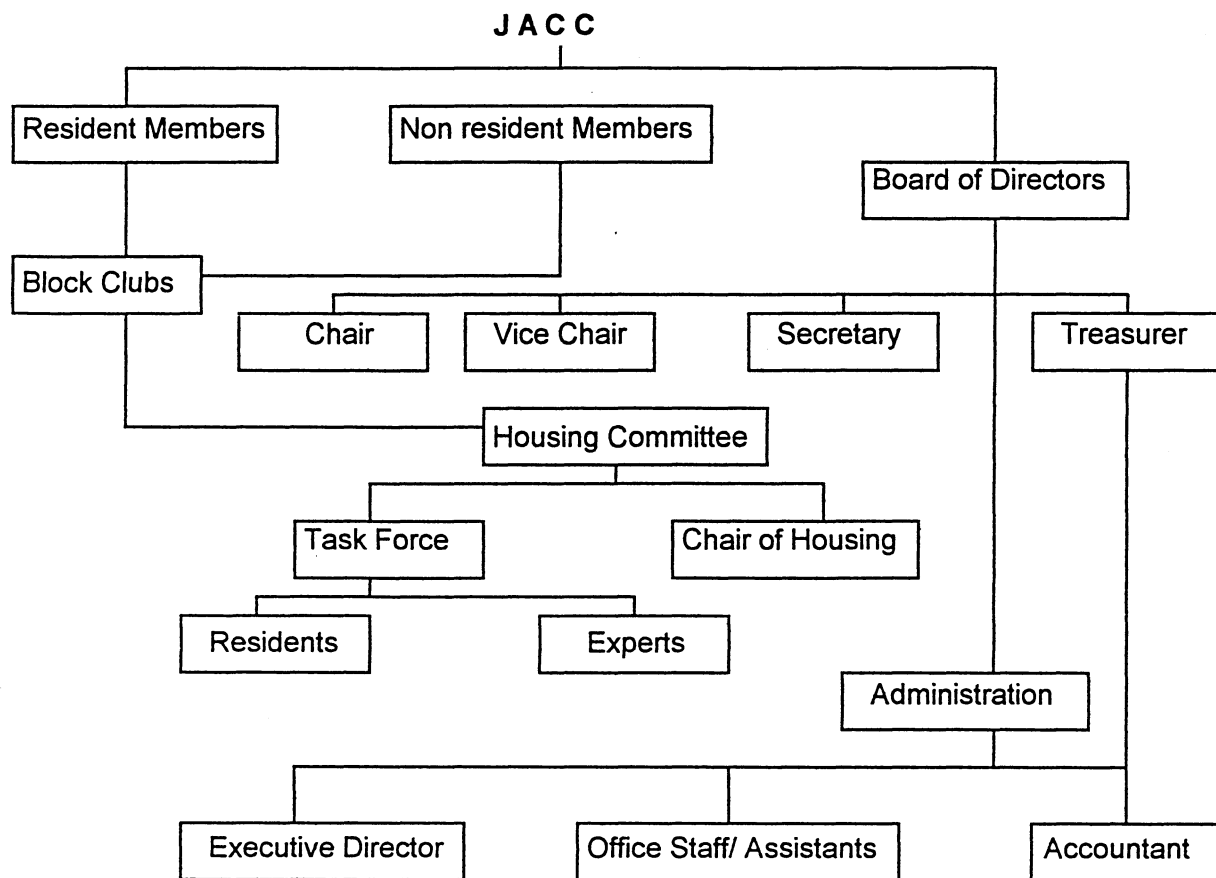 J A C C
Resident Members
Non resident Members
Board of Directors
Block Clubs
Chair
Vice Chair
Secretary
Treasurer
Housing Committee
Task Force
Chair of Housing
Residents
Experts
Administration
Executive Director
Office Staff/ Assistants
Accountant